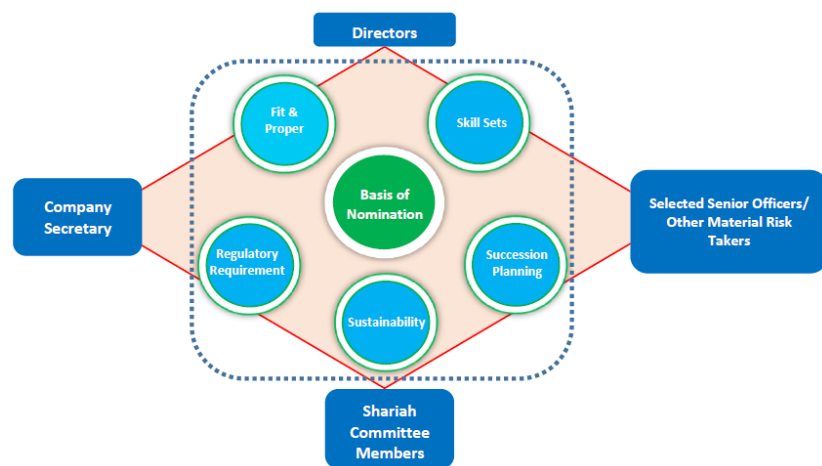 Directors
Fit &
Proper
Skill Sets
Basis of
Nomination
Company
Secretary
Selected Senior Officers/
Other Material Risk
Takers
Regulatory
Requirement
Succession
Planning
Sustainability
Shariah
Committee
Members